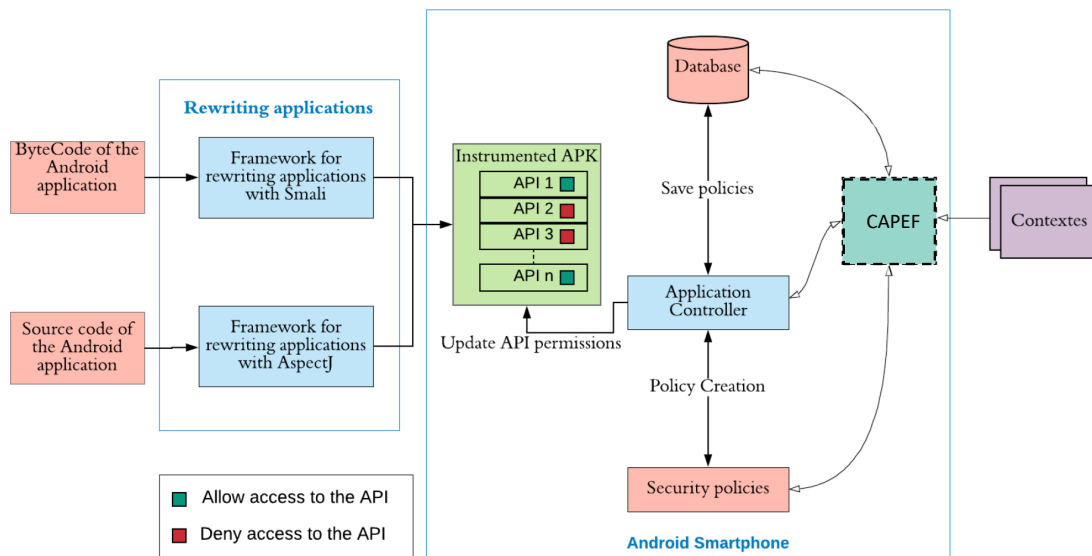 Rewriting applications
ByteCode of the
Android
application
Framework for
rewriting applications
with Smali
Source code of
the Android
application
Framework for
rewriting applications
with AspectJ
Allow access to the API
Deny access to the API
Instrumented APK
API 1
API 2
API 3
API n
Update API permissions
Database
Save policies
Application
Controller
Policy Creation
Security policies
CAPEF
Contextes
Android Smartphone